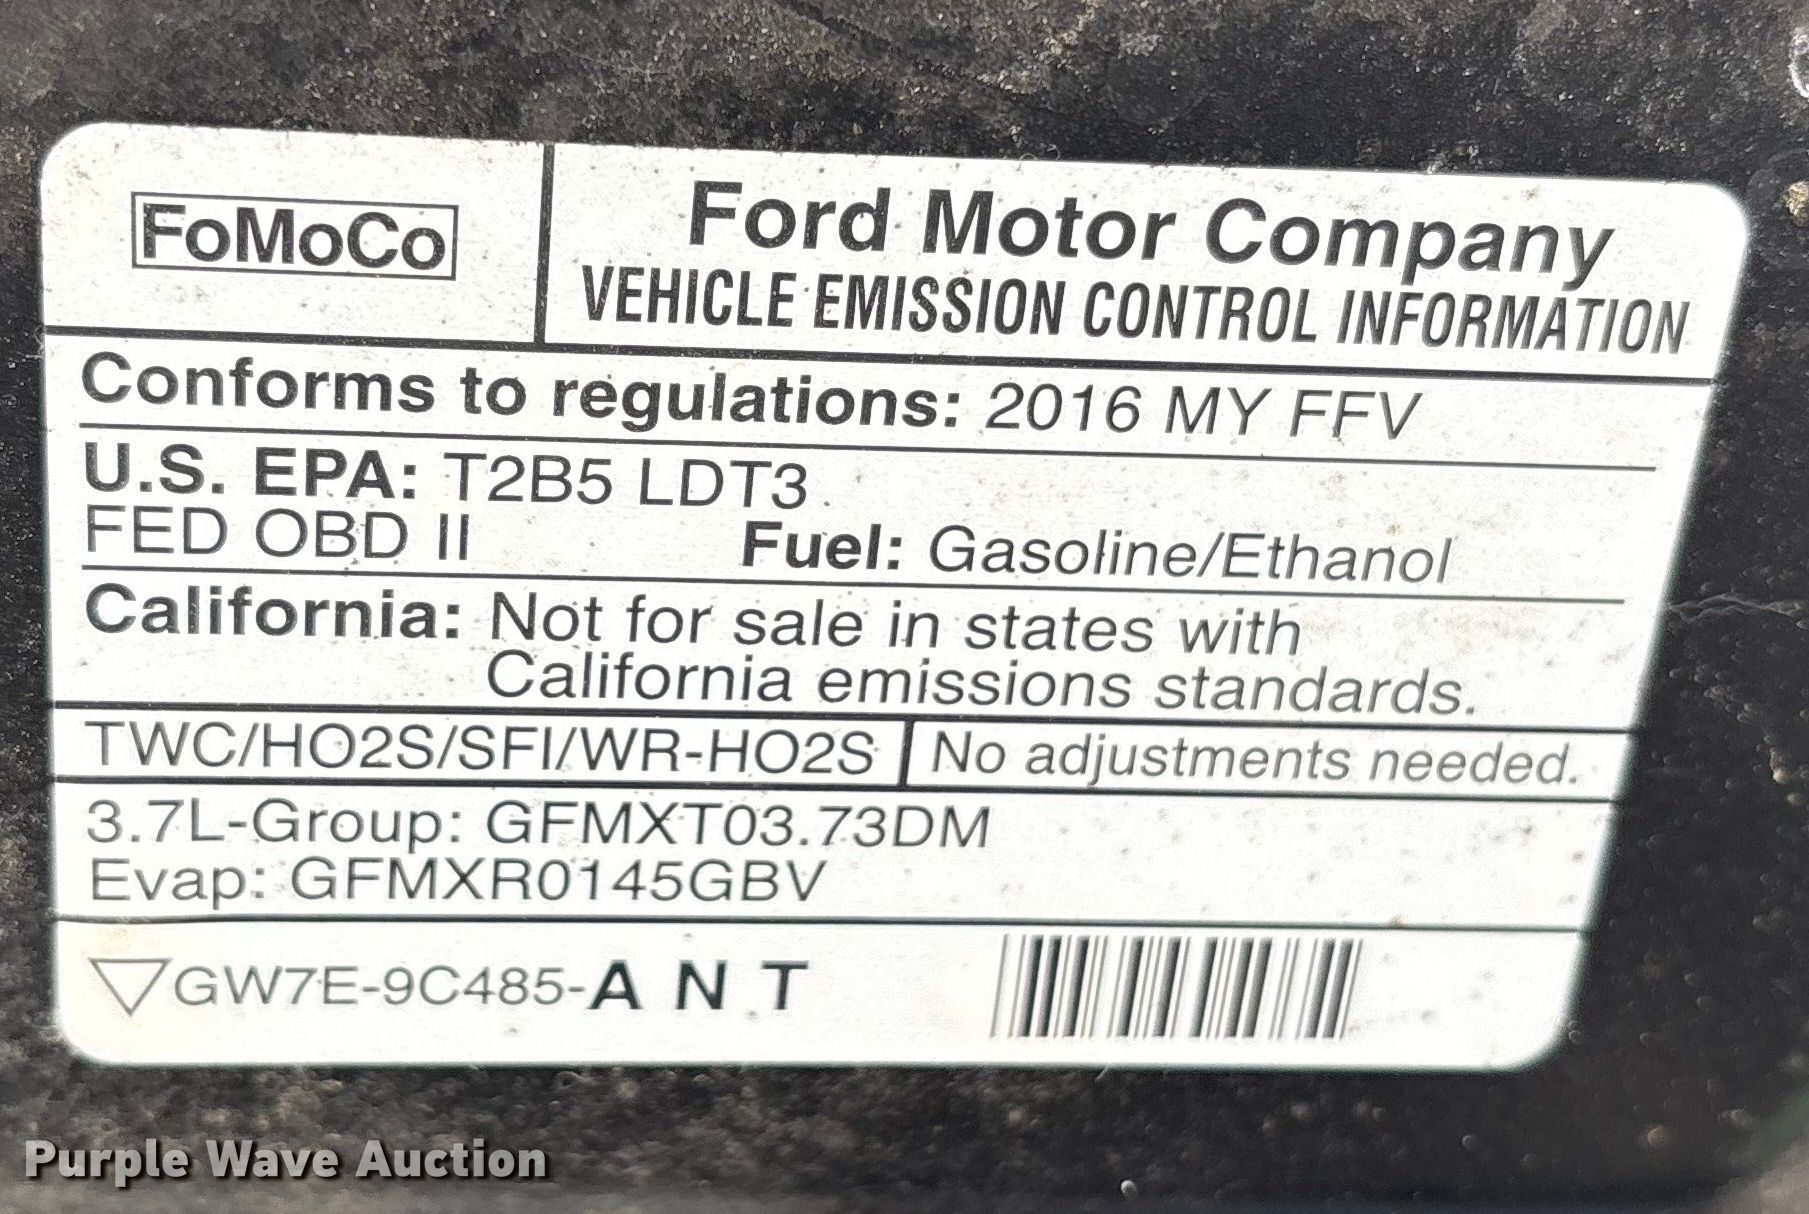 FoMoCo
Ford Motor Company
VEHICLE EMISSION CONTROL INFORMATION
Conforms to regulations: 2016 MY FFV
U.S. EPA: T2B5 LDT3
FED OBD II Fuel: Gasoline/Ethanol
California: Not for sale in states with
California emissions standards.
TWC/HO2S/SFI/WR-HO2S No adjustments needed.
3.7L-Group: GFMXT03.73DM
Evap: GFMXR0145GBV
GW7E-9C485-A N T
Purple Wave Auction